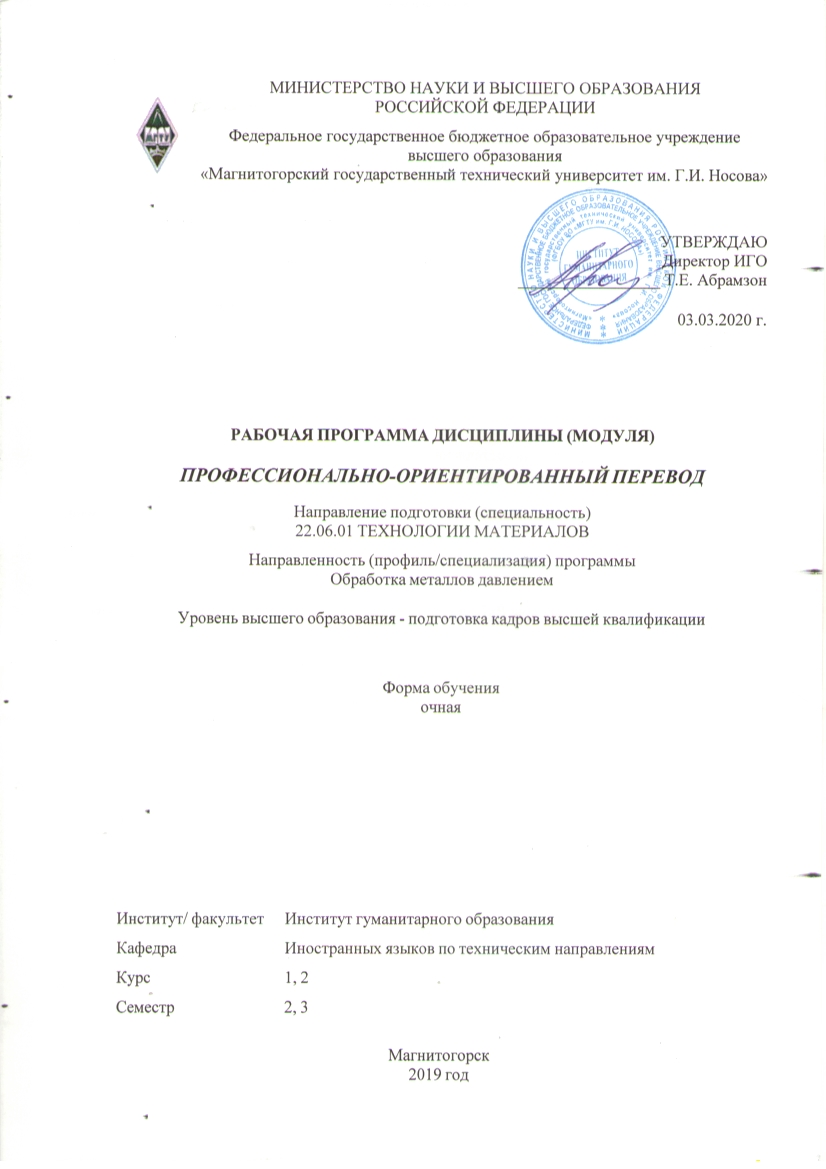 МИНИСТЕРСТВО НАУКИ И ВЫСШЕГО ОБРАЗОВАНИЯ
РОССИЙСКОЙ ФЕДЕРАЦИИ
Федеральное государственное бюджетное образовательное учреждение
высшего образования
«Магнитогорский государственный технический университет им. Г.И. Носова»
УТВЕРЖДАЮ
Директор ИГО
Т.Е. Абрамзон
03.03.2020 г.
ИНСТИТУТ
ГУМАНИТАРНОГО
ОБРАЗОВАНИЯ
РАБОЧАЯ ПРОГРАММА ДИСЦИПЛИНЫ (МОДУЛЯ)
ПРОФЕССИОНАЛЬНО-ОРИЕНТИРОВАННЫЙ ПЕРЕВОД
Направление подготовки (специальность)
22.06.01 ТЕХНОЛОГИИ МАТЕРИАЛОВ
Направленность (профиль/специализация) программы
Обработка металлов давлением
Уровень высшего образования - подготовка кадров высшей квалификации
Форма обучения
очная
Институт/ факультет Институт гуманитарного образования
Кафедра Иностранных языков по техническим направлениям
Курс 1, 2
Семестр 2, 3
Магнитогорск
2019 год